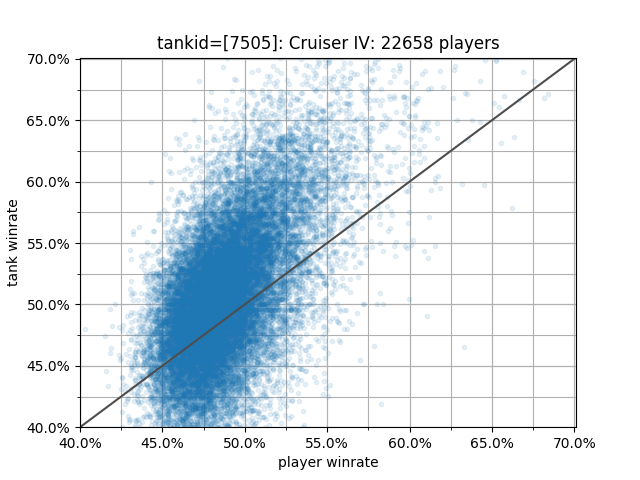 tankid=[7505]: Cruiser IV: 22658 players
70.0%
65.0%
60.0%
55.0%
50.0%
45.0%
40.0%
tank winrate
40.0% 45.0% 50.0% 55.0% 60.0% 65.0% 70.0%
player winrate